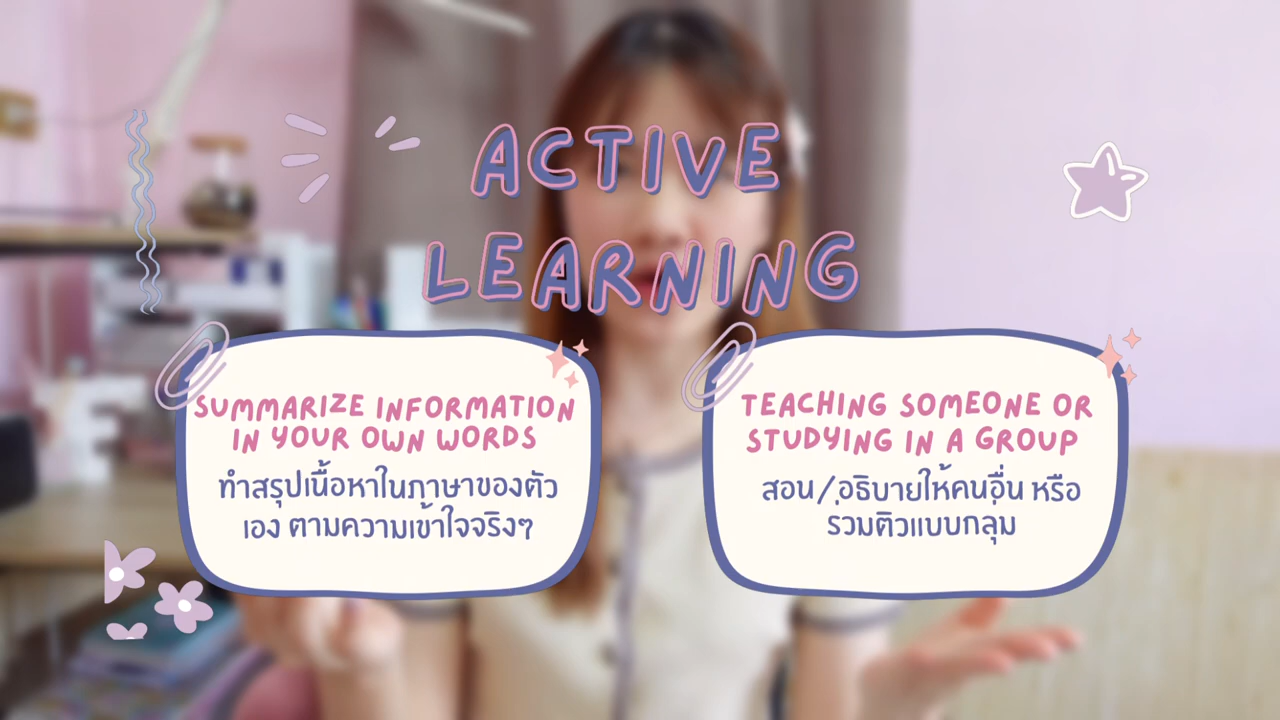 ACTIVE
LEARNING
SUMMARIZE INFORMATION
IN YOUR OWN WORDS
ทำสรุปเนื้อหาในภาษาของตัว
เอง ตามความเข้าใจจริงๆ
TEACHING SOMEONE OR
STUDYING IN A GROUP
สอน/อธิบายให้คนอื่น หรือ
ร่วมติวแบบกลุ่ม